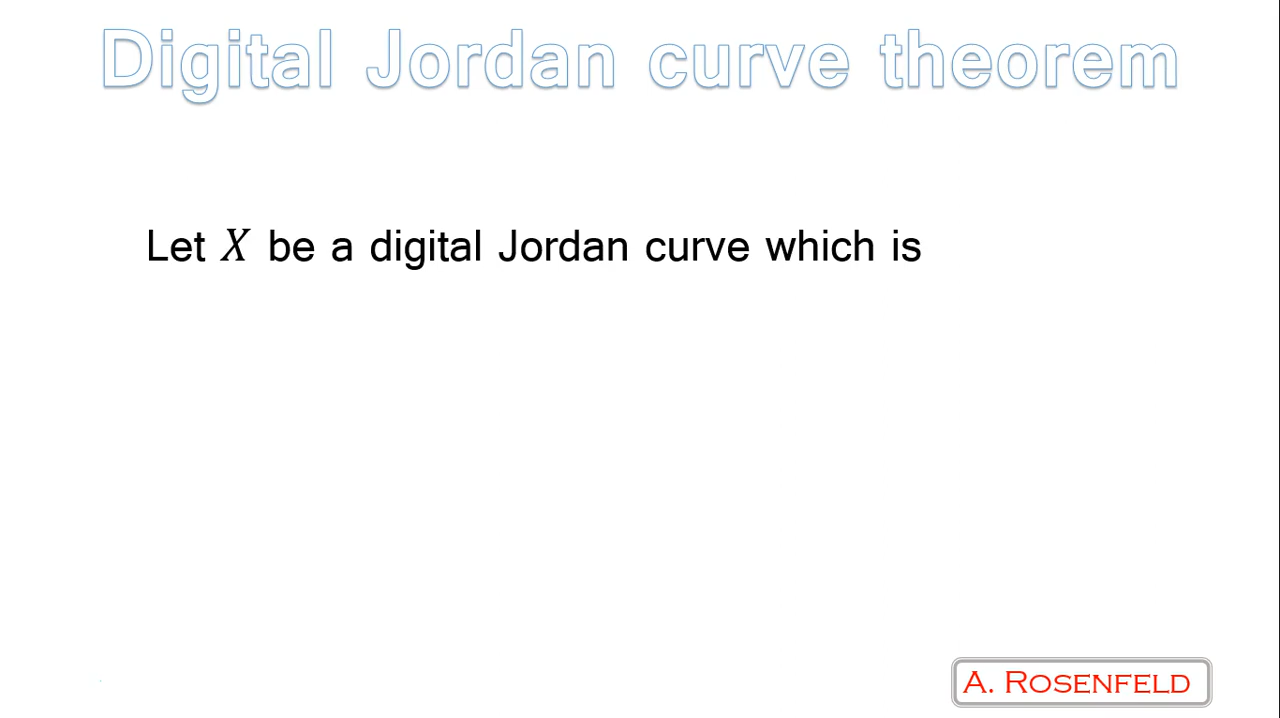 Digital Jordan curve theorem
Let X be a digital Jordan curve which is
A. ROSENFELD